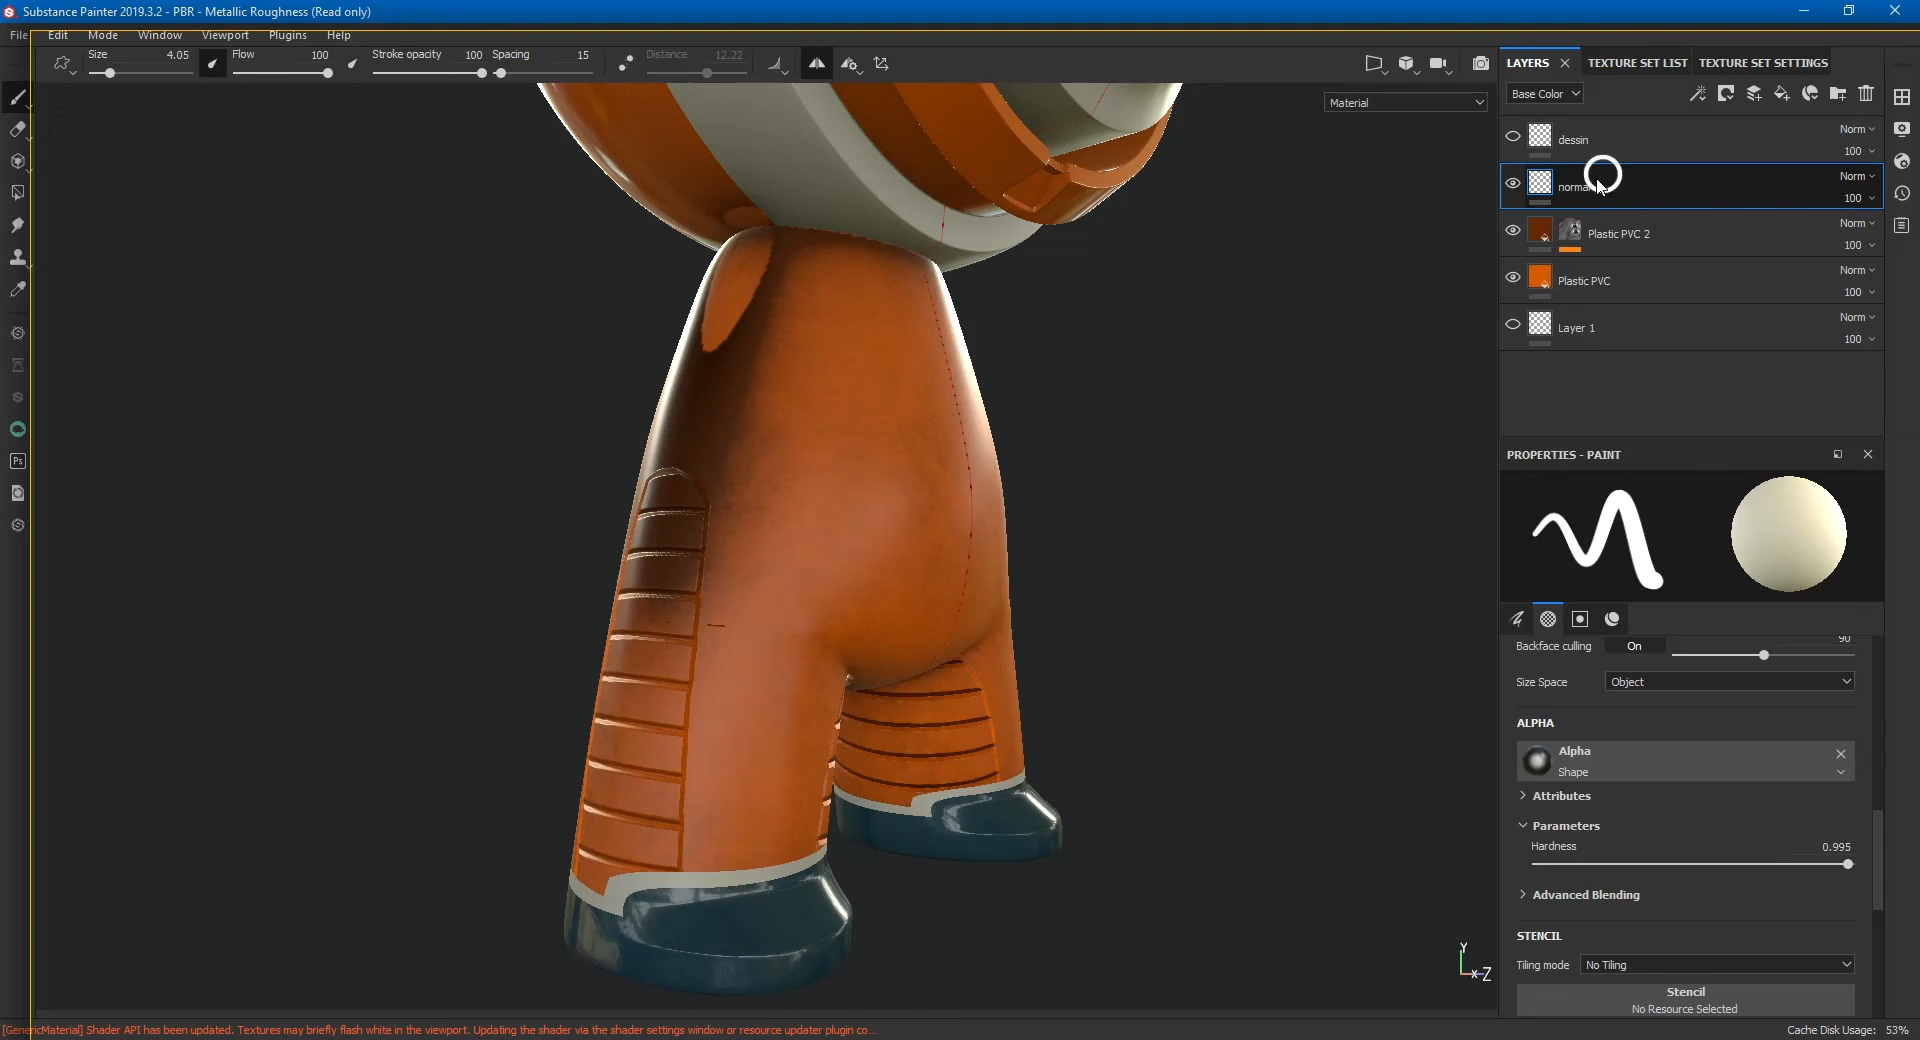 Substance Painter 2019.3.2 - PBR - Metallic Roughness (Read only)
File Edit Mode Window Viewport Plugins Help
Size 4.05 Flow 100 Stroke opacity 100 Spacing 15 Distance 12.22
Material
LAYERS TEXTURE SET LIST TEXTURE SET SETTINGS
Base Color
dessin Norm
100
Norm
100
Plastic PVC 2 Norm
100
Plastic PVC Norm
100
Layer 1 Norm
100
PROPERTIES - PAINT
Backface culling On 90
Size Space Object
ALPHA
Alpha
Shape
Attributes
Parameters
Hardness 0.995
Advanced Blending
STENCIL
Tiling mode No Tiling
Stencil
No Resource Selected
Ps
Y
X Z
[GenericMaterial] Shader API has been updated. Textures may briefly flash white in the viewport. Updating the shader via the shader settings window or resource updater plugin co...
Cache Disk Usage: 53%